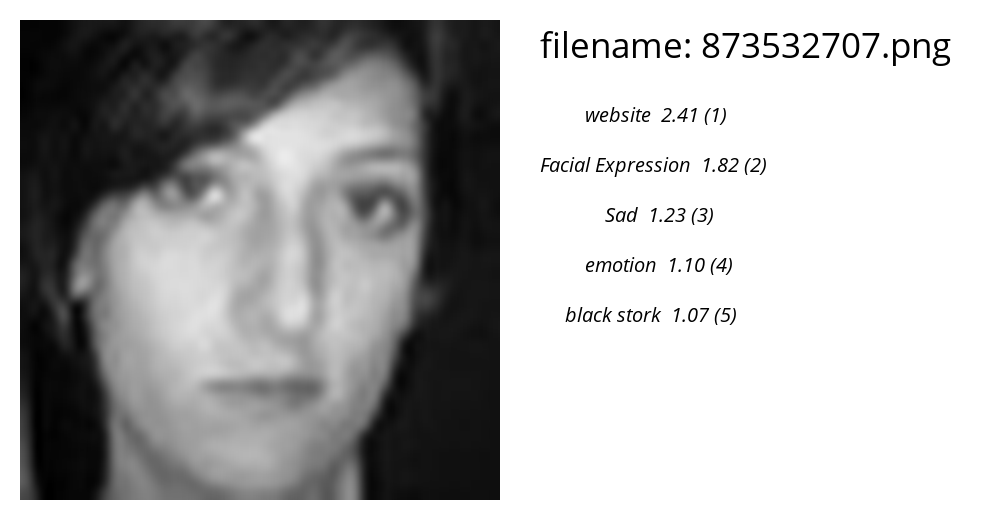 filename: 873532707.png
website 2.41 (1)
Facial Expression 1.82 (2)
Sad 1.23 (3)
emotion 1.10 (4)
black stork 1.07 (5)